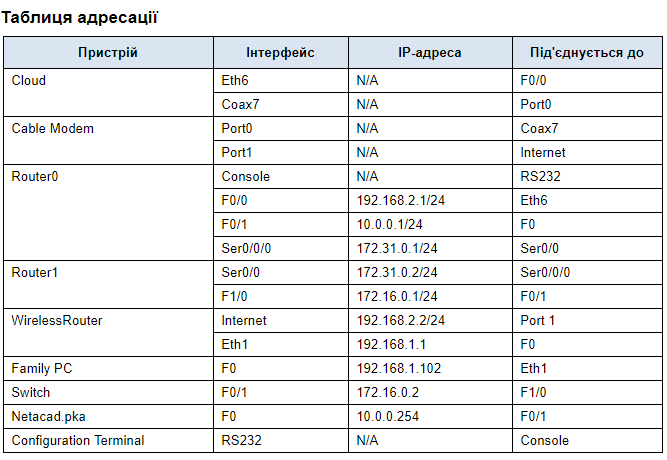 Таблиця адресації
Пристрій Інтерфейс IP-адреса Під'єднується до
Cloud Eth6 N/A F0/0
Coax7 N/A Port0
Cable Modem Port0 N/A Coax7
Port1 N/A Internet
Router0 Console N/A RS232
F0/0 192.168.2.1/24 Eth6
F0/1 10.0.0.1/24 F0
Ser0/0/0 172.31.0.1/24 Ser0/0
Router1 Ser0/0 172.31.0.2/24 Ser0/0/0
F1/0 172.16.0.1/24 F0/1
WirelessRouter Internet 192.168.2.2/24 Port 1
Eth1 192.168.1.1 F0
Family PC F0 192.168.1.102 Eth1
Switch F0/1 172.16.0.2 F1/0
Netacad.pka F0 10.0.0.254 F0/1
Configuration Terminal RS232 N/A Console